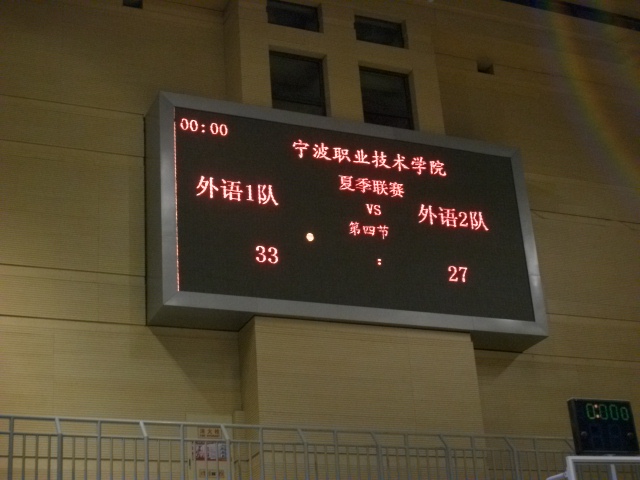 00:00
宁波职业技术学院
夏季联赛
外语1队
VS
外语2队
第四节
33
:
27